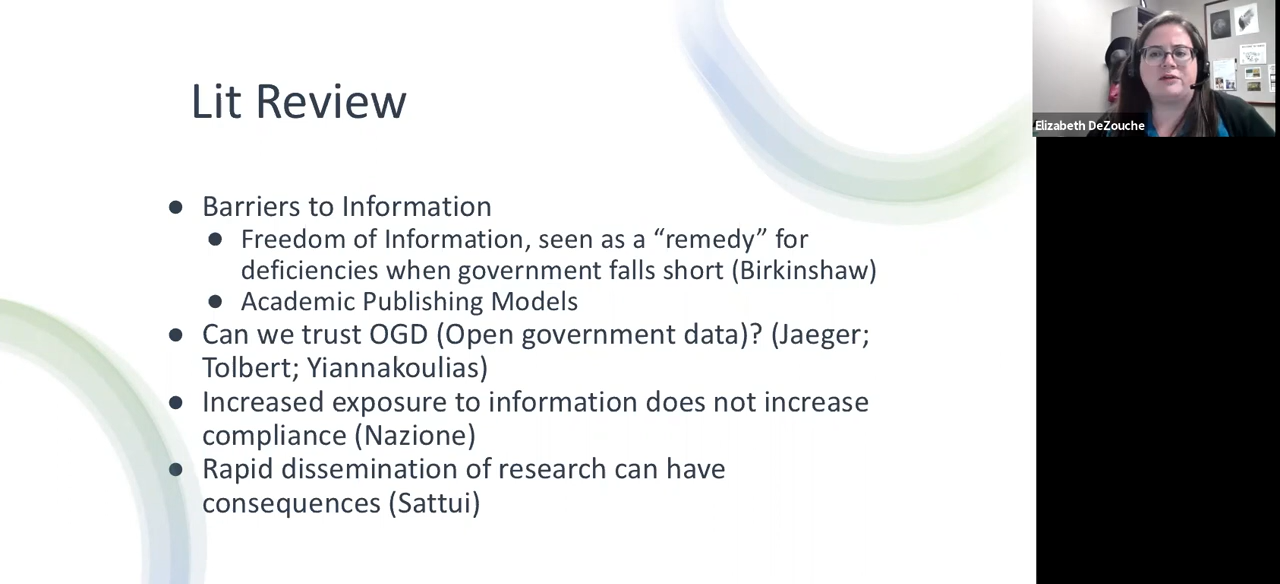 Lit Review
● Barriers to Information
● Freedom of Information, seen as a “remedy” for
deficiencies when government falls short (Birkinshaw)
● Academic Publishing Models
● Can we trust OGD (Open government data)? (Jaeger;
Tolbert; Yiannakoulias)
● Increased exposure to information does not increase
compliance (Nazione)
● Rapid dissemination of research can have
consequences (Sattui)
Elizabeth DeZouche